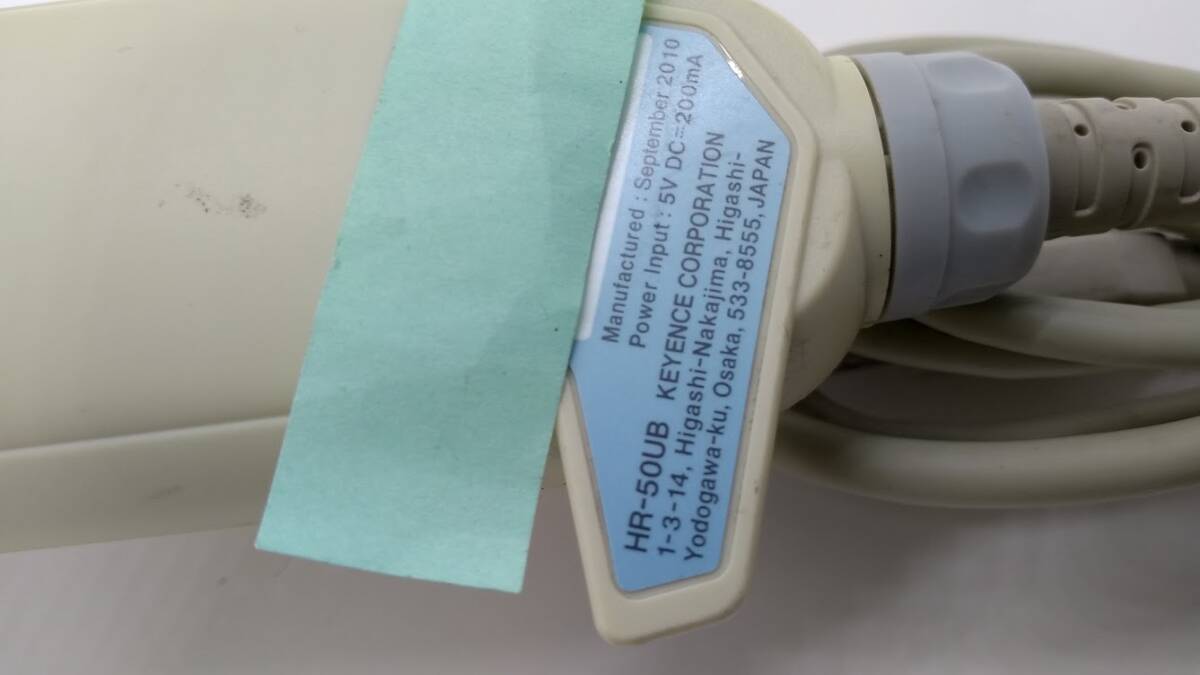 Manufactured : September 2010
Power Input : 5V DC=200mA
HR-50UB KEYENCE CORPORATION
1-3-14, Higashi-Nakajima, Higashi-
Yodogawa-ku, Osaka, 533-8555, JAPAN